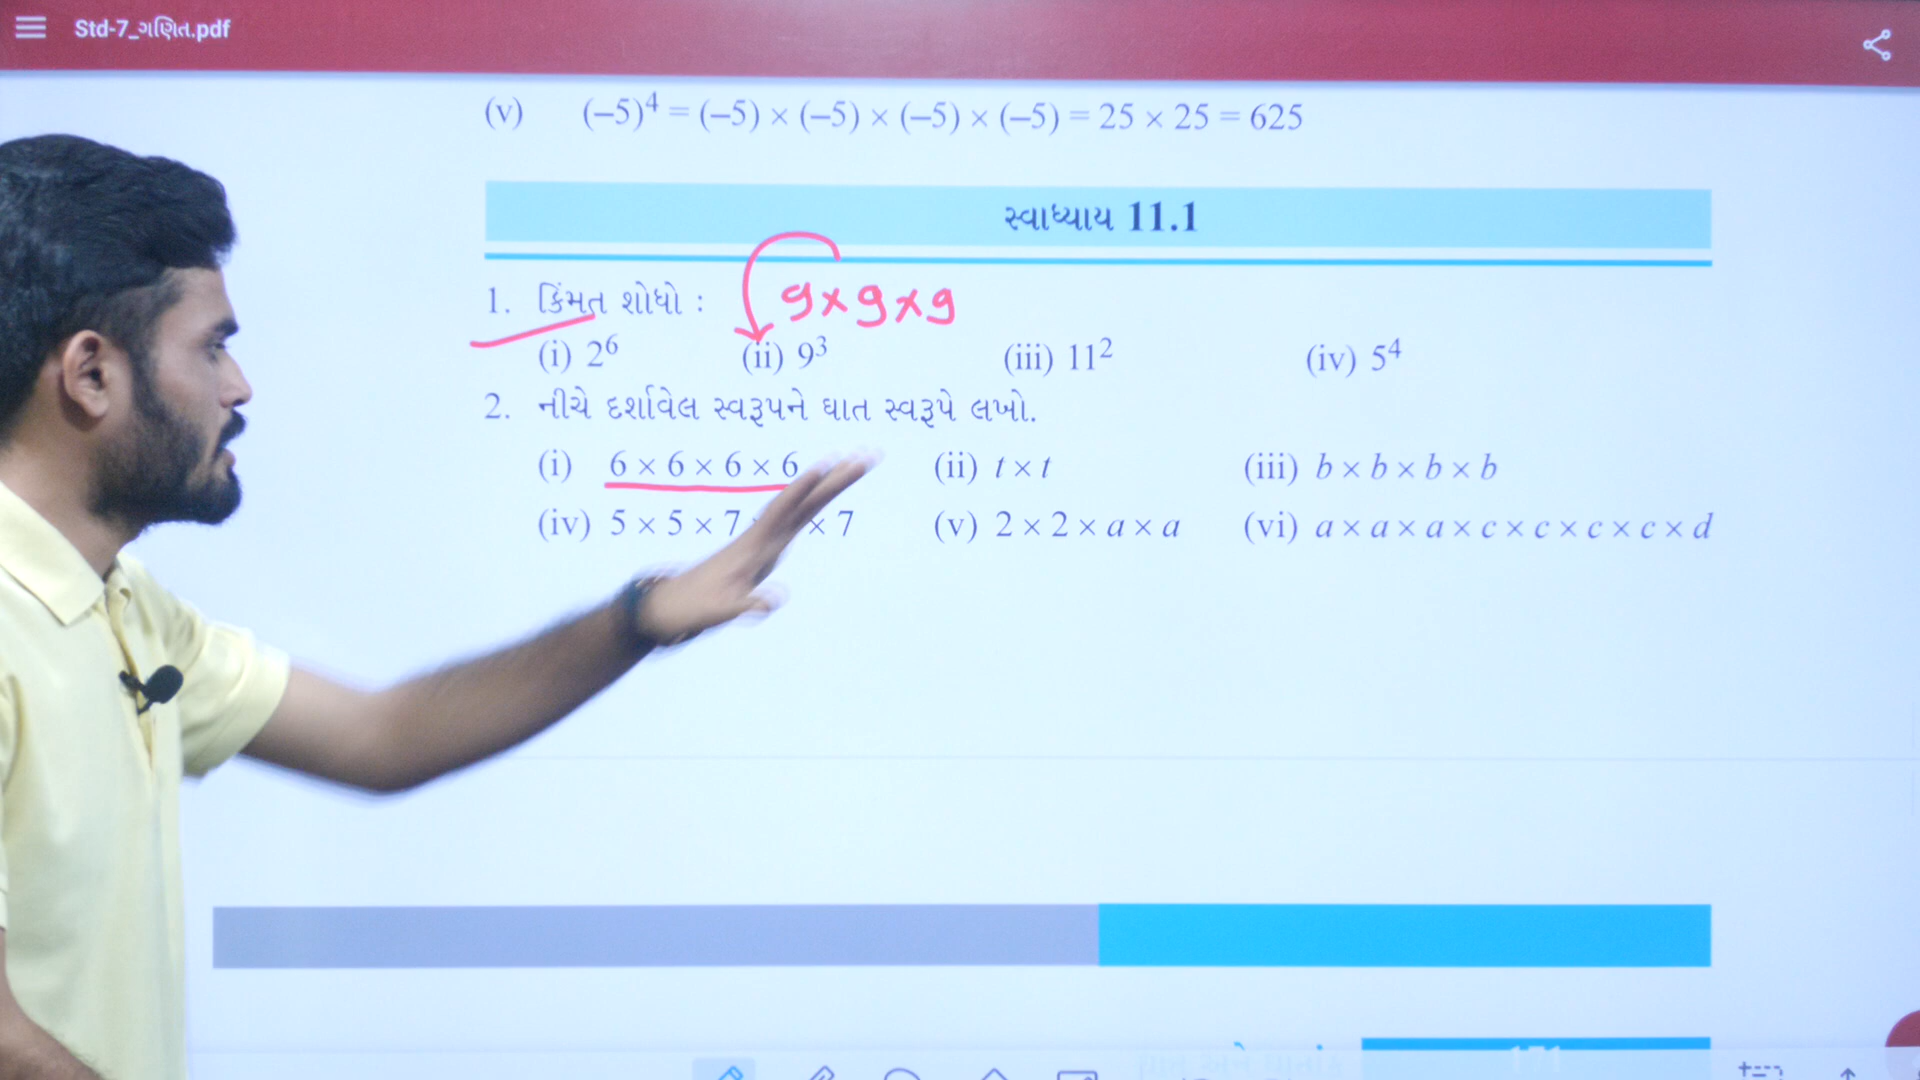 Std-7_ગણિત.pdf
(v) (–5)⁴ = (–5) × (–5) × (–5) × (–5) = 25 × 25 = 625
સ્વાધ્યાય 11.1
9×9×9
1. કિંમત શોધો :
(i) 2⁶ (ii) 9³ (iii) 11² (iv) 5⁴
2. નીચે દર્શાવેલ સ્વરૂપને ઘાત સ્વરૂપે લખો.
(i) 6 × 6 × 6 × 6 (ii) t × t (iii) b × b × b × b
(iv) 5 × 5 × 7 × 7 (v) 2 × 2 × a × a (vi) a × a × a × c × c × c × c × d